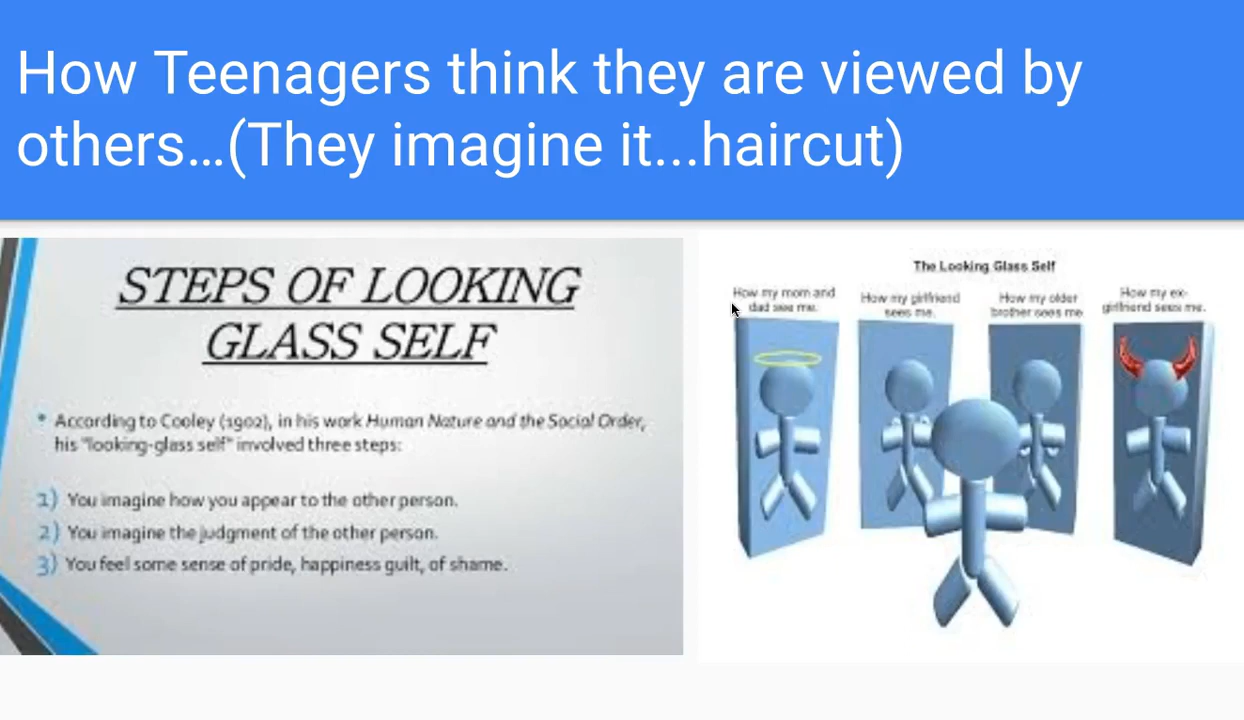 How Teenagers think they are viewed by
others...(They imagine it...haircut)
STEPS OF LOOKING
GLASS SELF
• According to Cooley (1902), in his work Human Nature and the Social Order,
his "looking-glass self" involved three steps:
1) You imagine how you appear to the other person.
2) You imagine the judgment of the other person.
3) You feel some sense of pride, happiness guilt, of shame.
The Looking Glass Self
How my mom and
dad see me.
How my girlfriend
sees me.
How my older
brother sees me
How my ex-
girlfriend sees me.